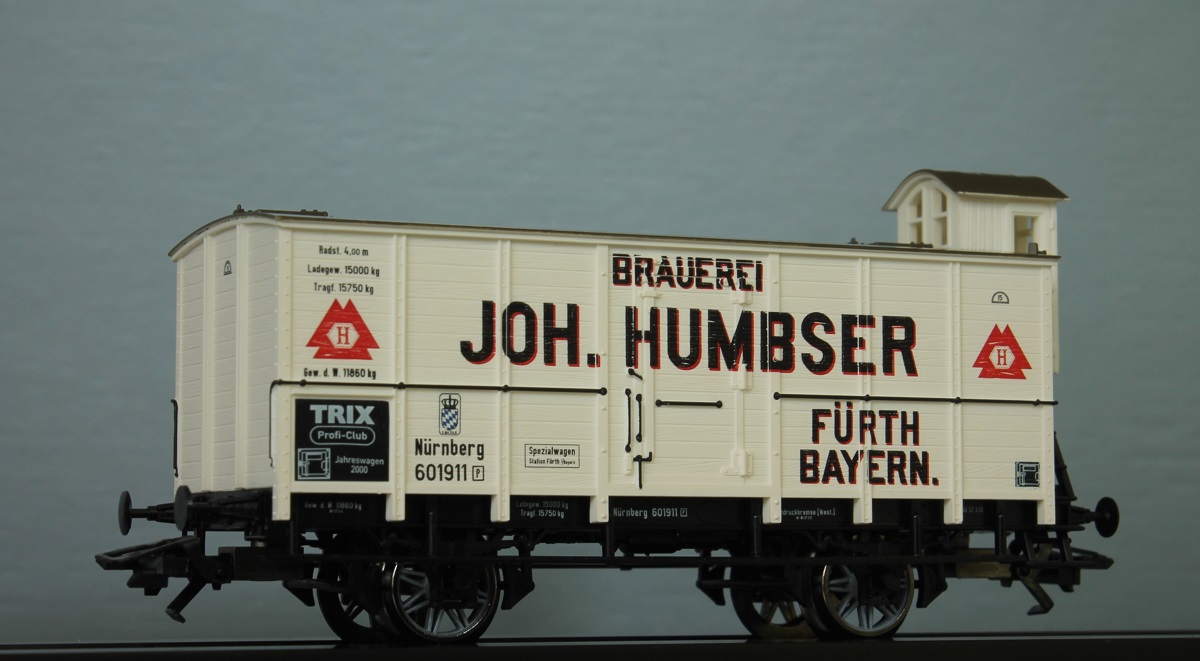 Radst. 4,00 m
Ladegew. 15000 kg
Tragf. 15750 kg
H
Gew. d. W. 11860 kg
TRIX
Profi-Club
Jahreswagen
2000
Nürnberg
601911 P
Spezialwagen
Station Fürth (Bayern)
BRAUEREI
JOH. HUMBSER
FÜRTH
BAYERN.
15
H
Gew. d. W. 11860 kg
Ladegew. 15000 kg
Tragf. 15750 kg
Nürnberg 601911 P